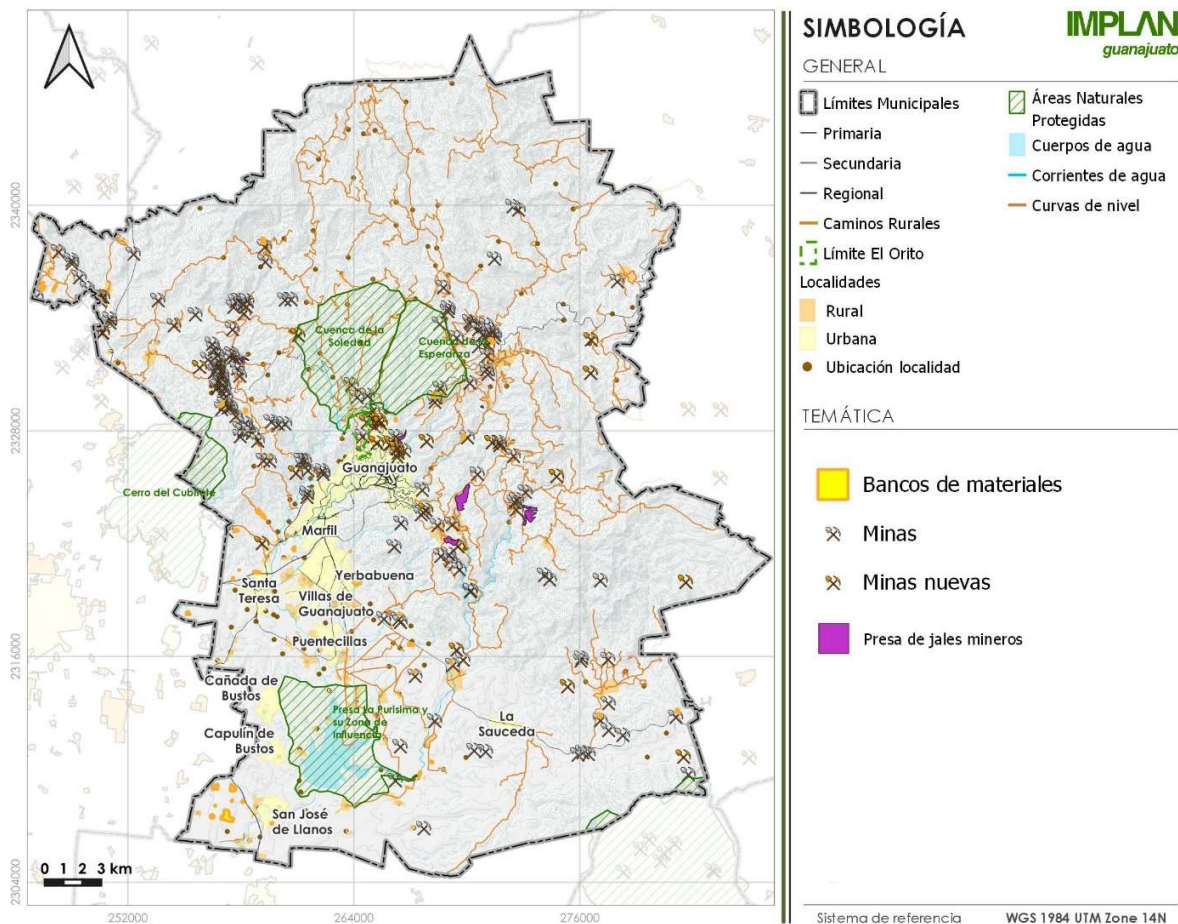 SIMBOLOGÍA
IMPLAN
guanajuato
GENERAL
Límites Municipales
Primaria
Secundaria
Regional
Caminos Rurales
Límite El Orito
Localidades
Rural
Urbana
Ubicación localidad
Áreas Naturales
Protegidas
Cuerpos de agua
Corrientes de agua
Curvas de nivel
TEMÁTICA
Bancos de materiales
Minas
Minas nuevas
Presa de jales mineros
Sistema de referencia
WGS 1984 UTM Zone 14N
2340000
2328000
2316000
2304000
252000
264000
276000
Cuenca de la
Soledad
Cuenca de la
Esperanza
Guanajuato
Cerro del Cubilete
Marfil
Yerbabuena
Santa
Teresa
Villas de
Guanajuato
Puentecillas
Cañada de
Bustos
Presa La Purisima y
su Zona de
Influencia
La
Sauceda
Capulín de
Bustos
San José
de Llanos
0 1 2 3 km